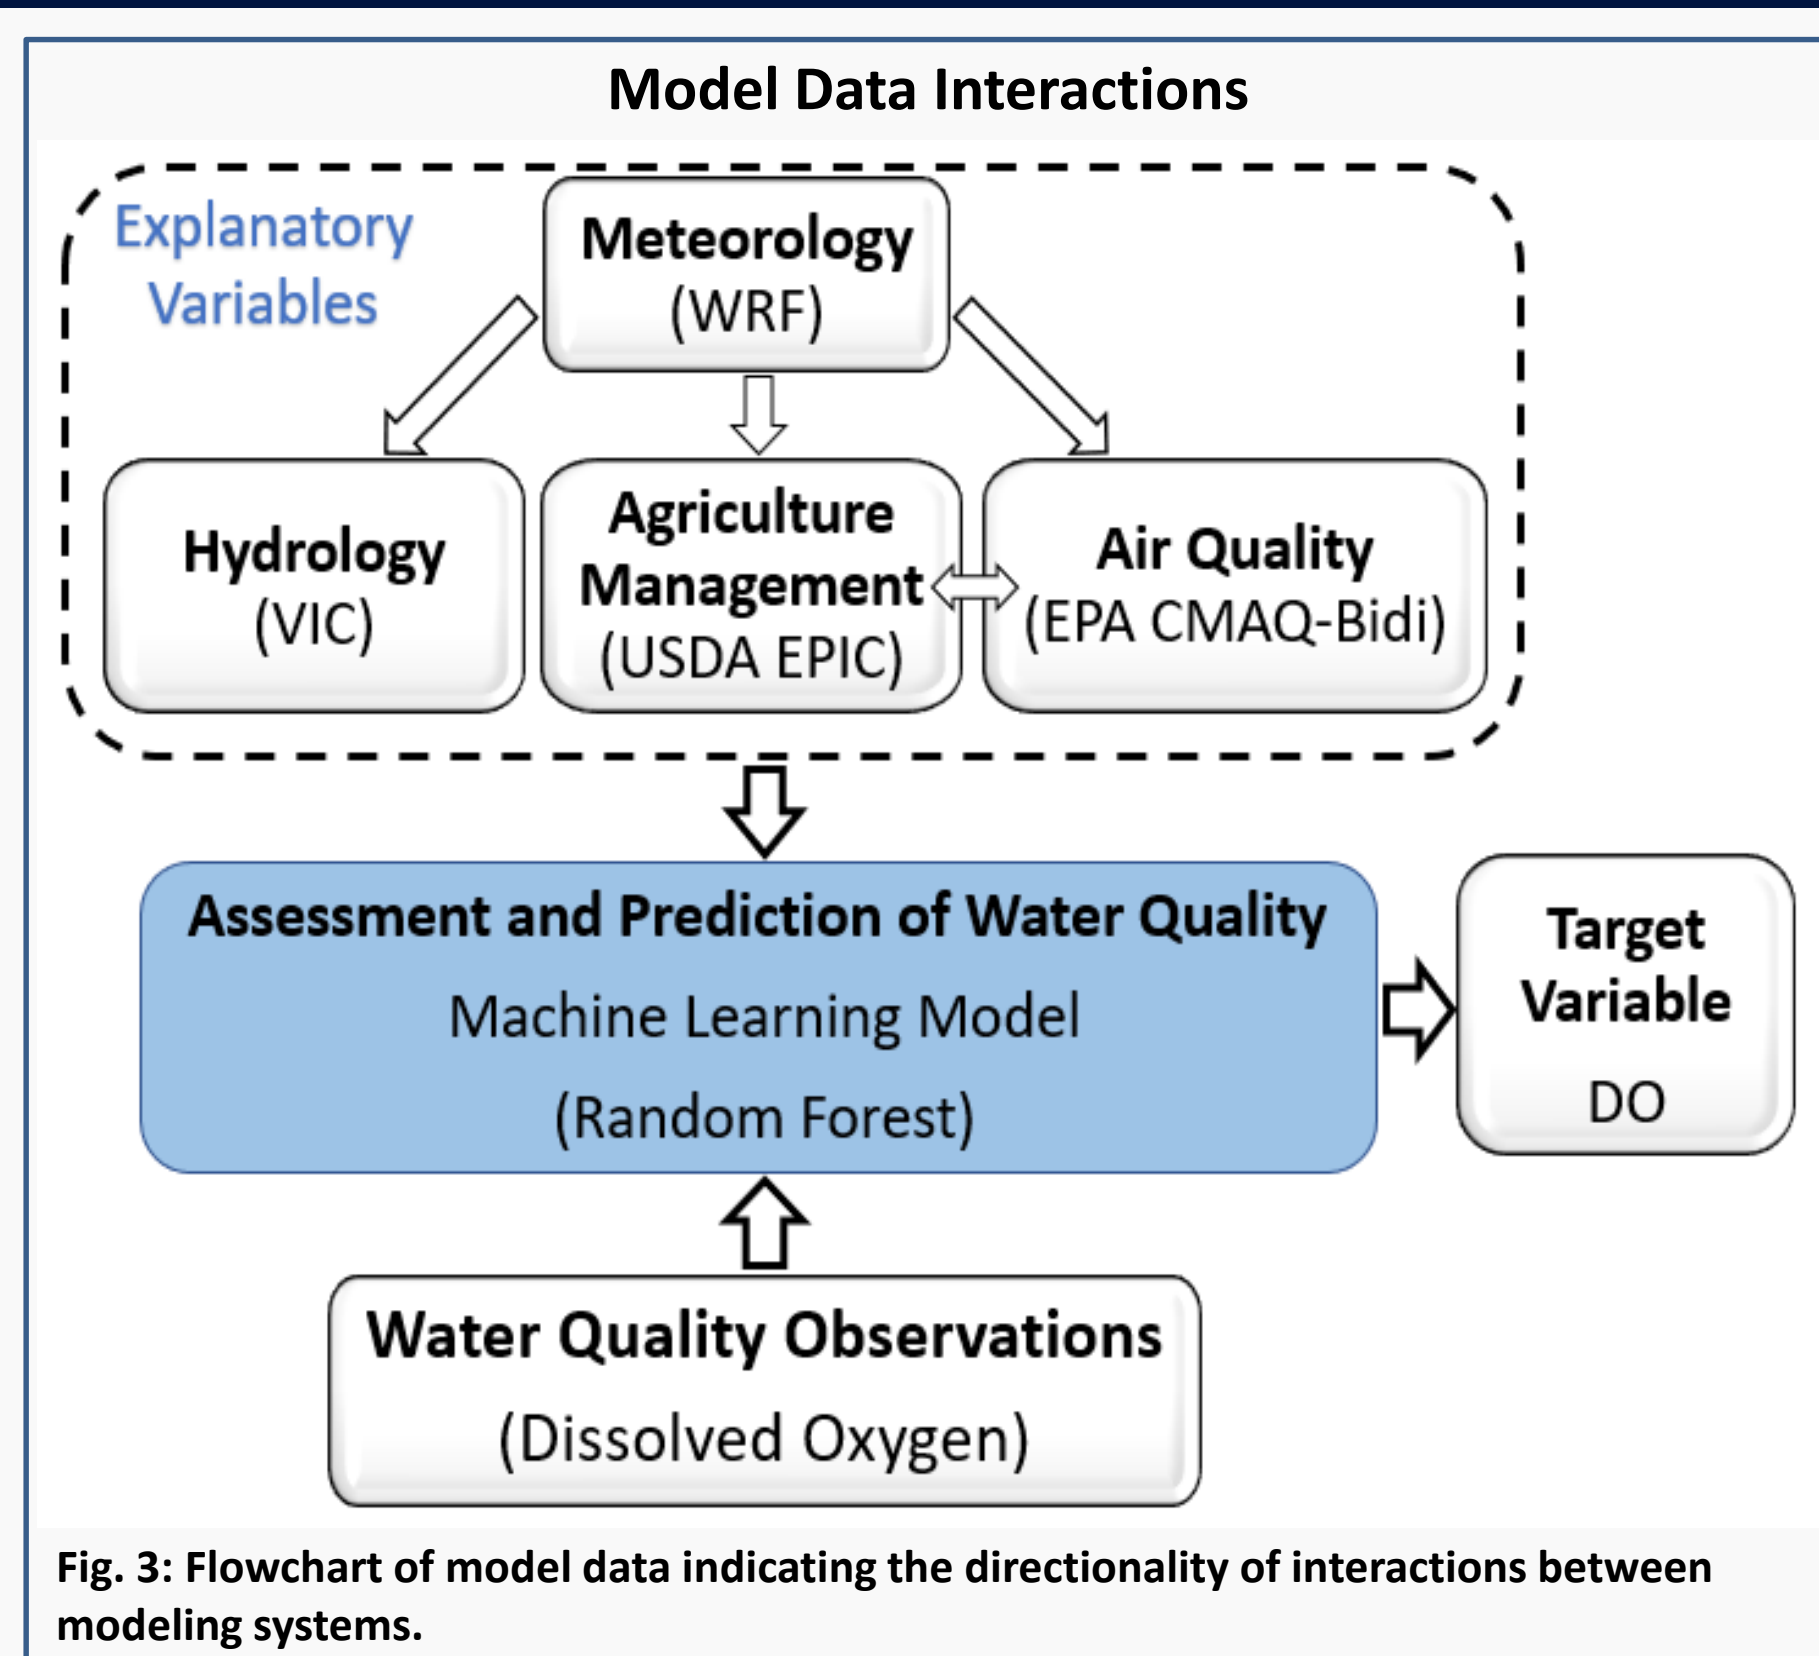 Model Data Interactions
Explanatory
Variables
Meteorology
(WRF)
Hydrology
(VIC)
Agriculture
Management
(USDA EPIC)
Air Quality
(EPA CMAQ-Bidi)
Assessment and Prediction of Water Quality
Machine Learning Model
(Random Forest)
Target
Variable
DO
Water Quality Observations
(Dissolved Oxygen)
Fig. 3: Flowchart of model data indicating the directionality of interactions between
modeling systems.